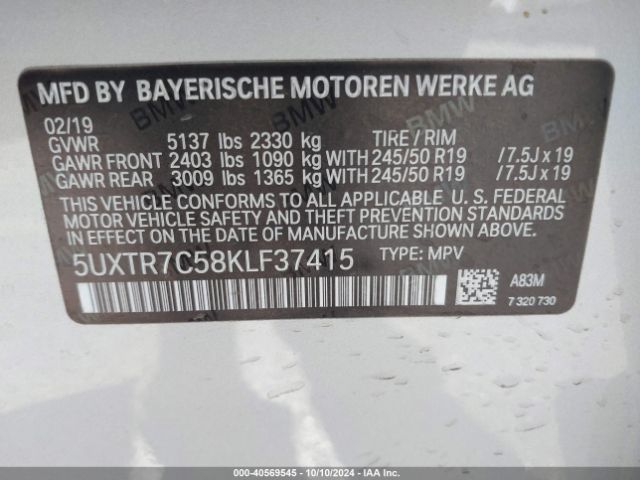 MFD BY BAYERISCHE MOTOREN WERKE AG
02/19
GVWR 5137 lbs 2330 kg TIRE / RIM
GAWR FRONT 2403 lbs 1090 kg WITH 245/50 R19 / 7.5J x 19
GAWR REAR 3009 lbs 1365 kg WITH 245/50 R19 / 7.5J x 19
THIS VEHICLE CONFORMS TO ALL APPLICABLE U. S. FEDERAL
MOTOR VEHICLE SAFETY AND THEFT PREVENTION STANDARDS
IN EFFECT ON THE DATE OF MANUFACTURE SHOWN ABOVE.
5UXTR7C58KLF37415 TYPE: MPV
A83M
7 320 730
000-40569545 / 10/10/2024 / IAAI.COM